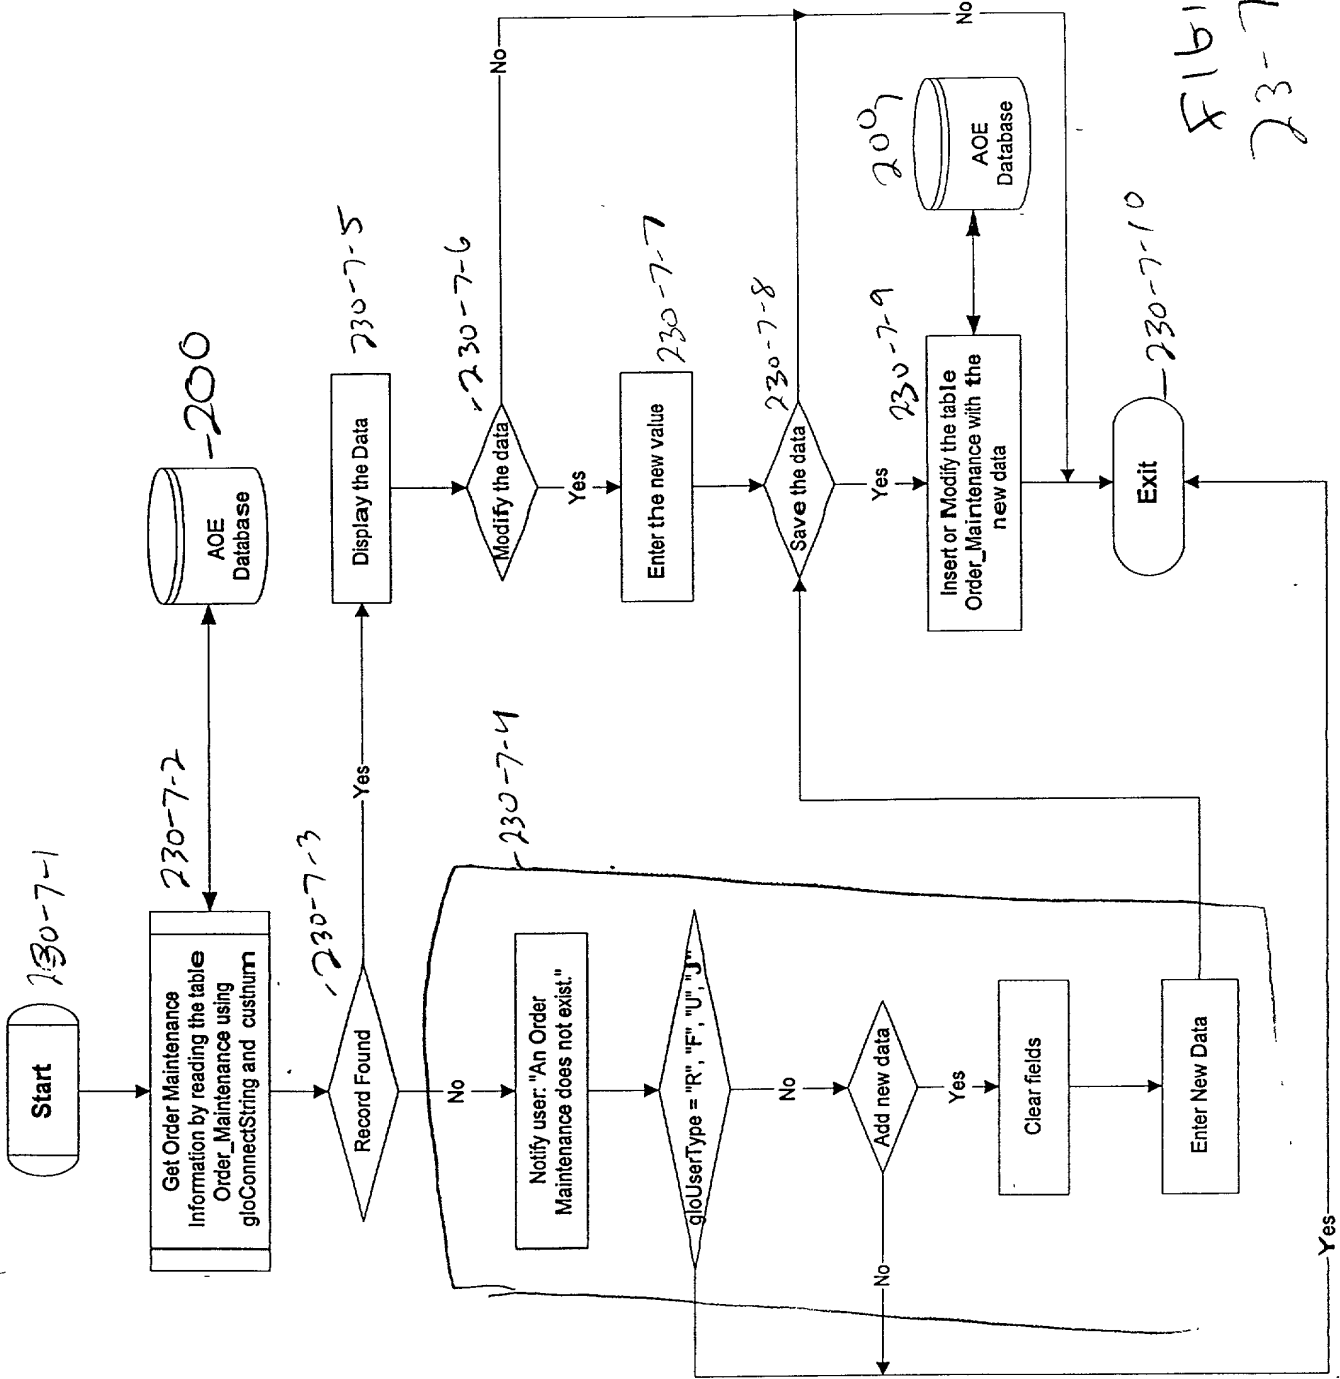 Start
230-7-1
Get Order Maintenance
Information by reading the table
Order_Maintenance using
gloConnectString and custnum
230-7-2
AOE
Database
-200
Record Found
-230-7-3
Yes
No
Display the Data
230-7-5
230-7-4
Notify user: "An Order
Maintenance does not exist."
gloUserType = "R", "F", "U", "J"
No
Yes
Add new data
No
Yes
Clear fields
Enter New Data
Modify the data
-230-7-6
No
Yes
Enter the new value
230-7-7
Save the data
230-7-8
No
Yes
Insert or Modify the table
Order_Maintenance with the
new data
230-7-9
AOE
Database
200
Exit
-230-7-10
FIG
23-7